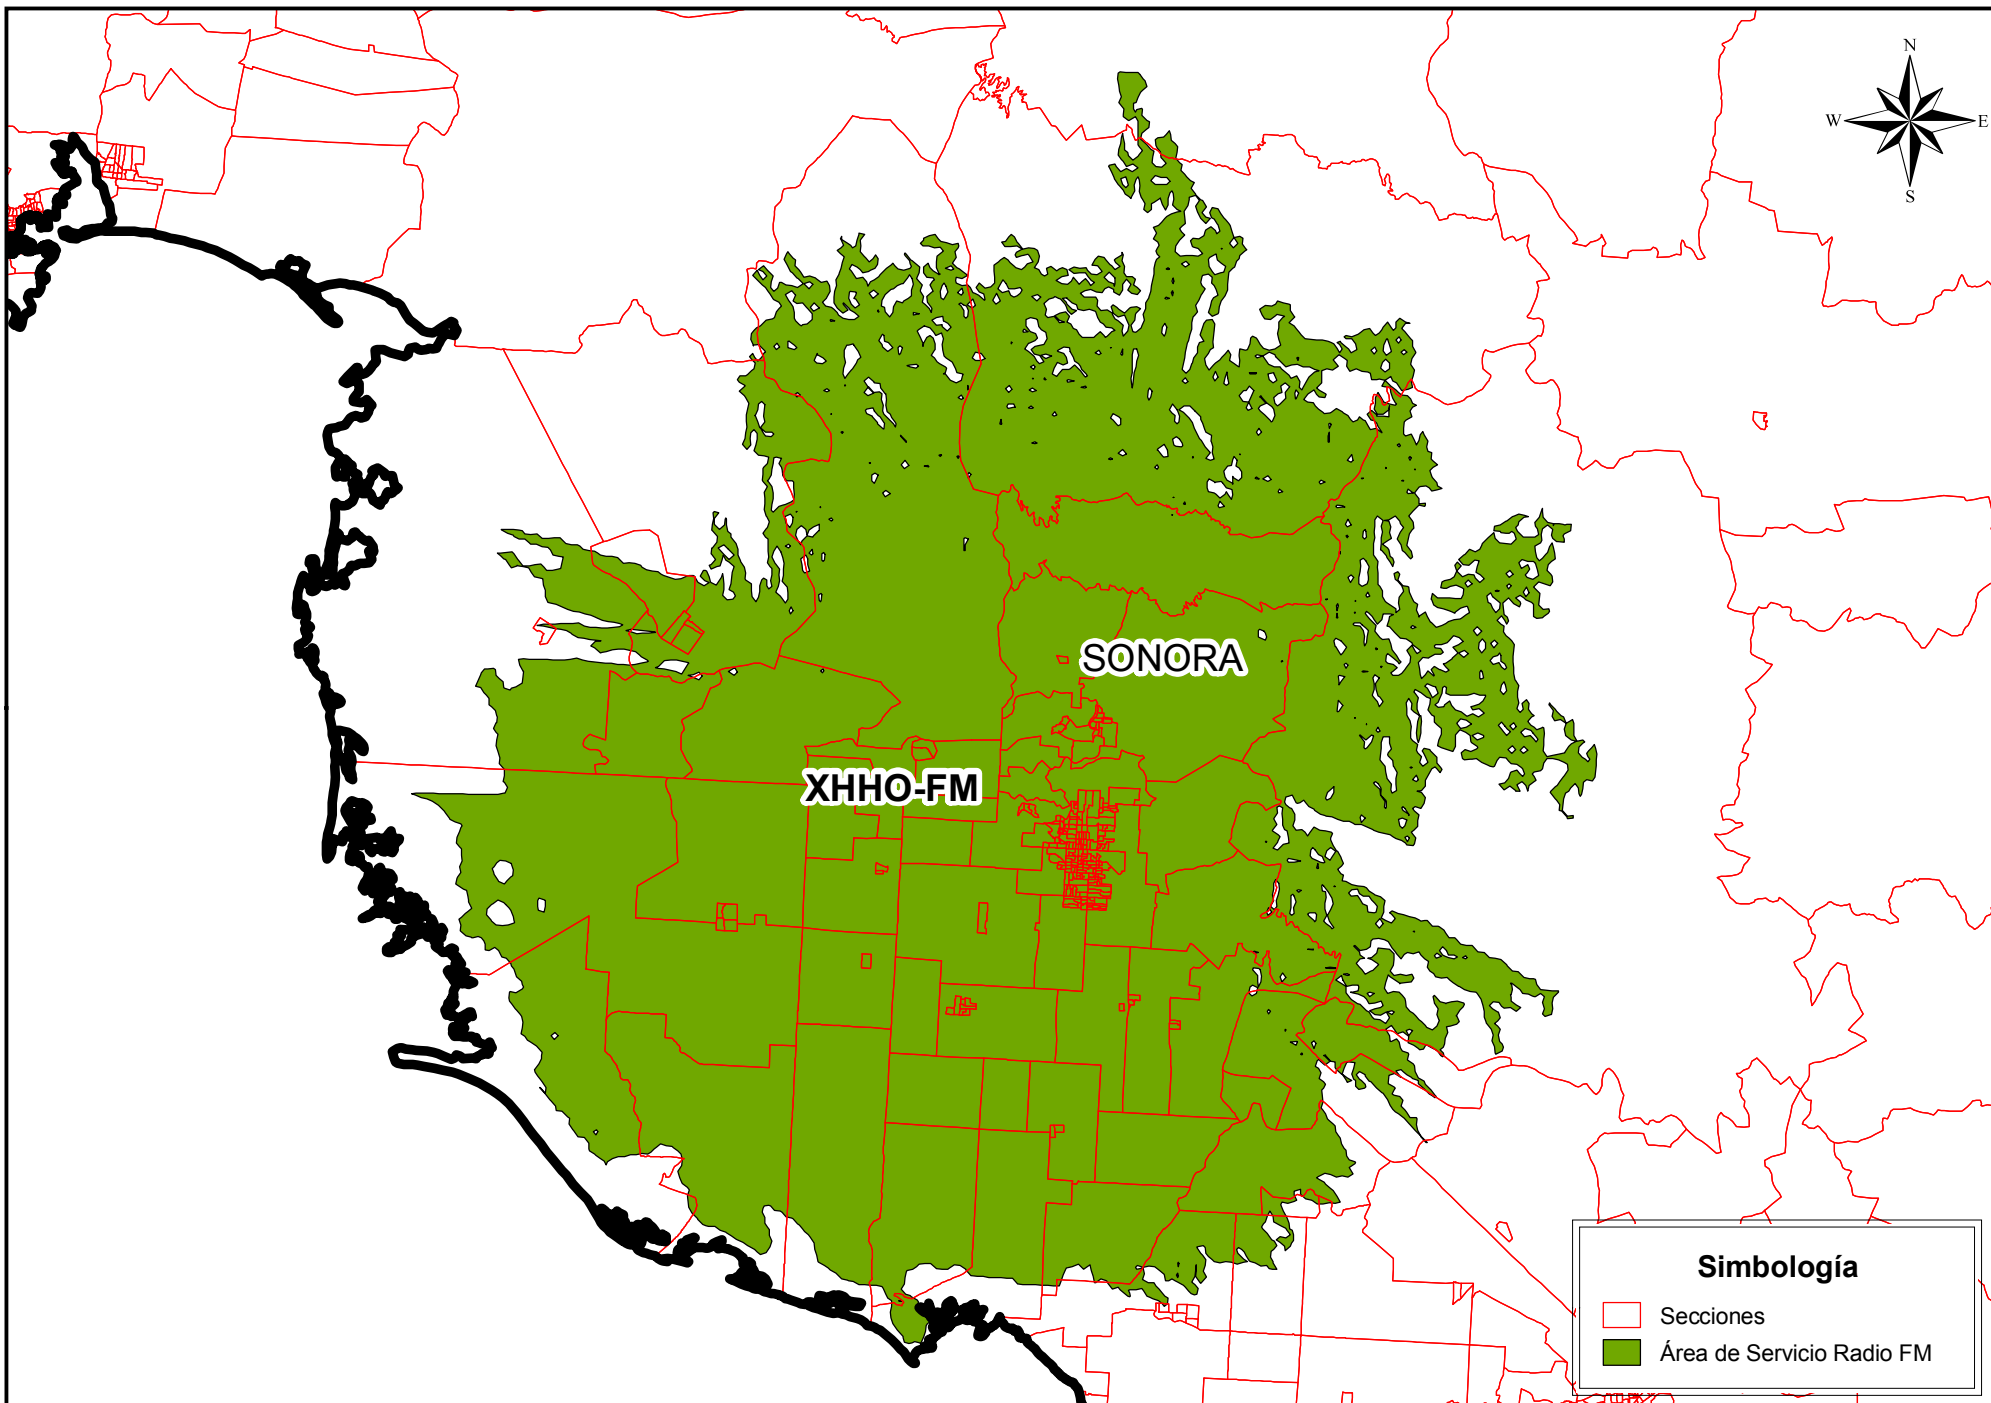 N
W E
S
SONORA
XHHO-FM
Simbología
Secciones
Área de Servicio Radio FM